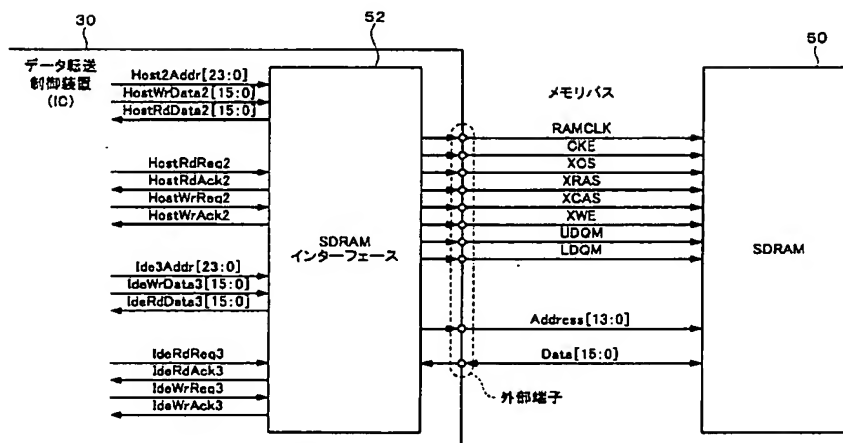 30
52
50
データ転送
制御装置
(IC)
Host2Addr[23:0]
HostWrData2[15:0]
HostRdData2[15:0]
HostRdReq2
HostRdAck2
HostWrReq2
HostWrAck2
Ide3Addr[23:0]
IdeWrData3[15:0]
IdeRdData3[15:0]
IdeRdReq3
IdeRdAck3
IdeWrReq3
IdeWrAck3
SDRAM
インターフェース
メモリバス
RAMCLK
CKE
XCS
XRAS
XCAS
XWE
UDQM
LDQM
Address[13:0]
Data[15:0]
外部端子
SDRAM